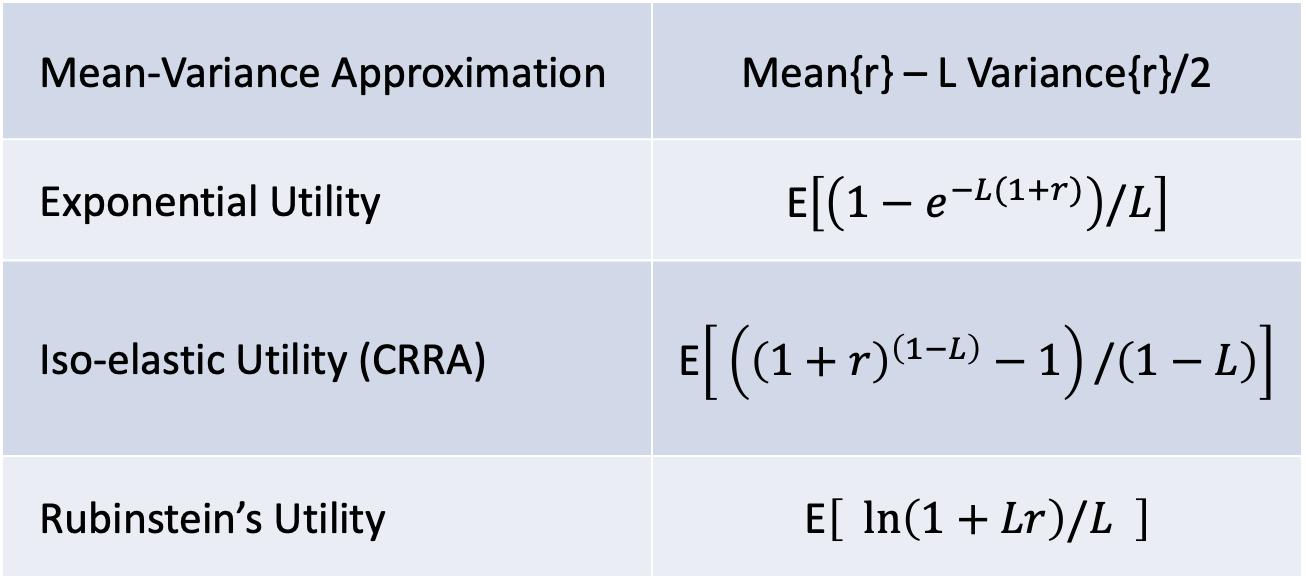 Mean-Variance Approximation Mean{r} – L Variance{r}/2
Exponential Utility E[(1 − e^{−L(1+r)})/L]
Iso-elastic Utility (CRRA) E[((1 + r)^{(1−L)} − 1)/(1 − L)]
Rubinstein’s Utility E[ ln(1 + Lr)/L ]